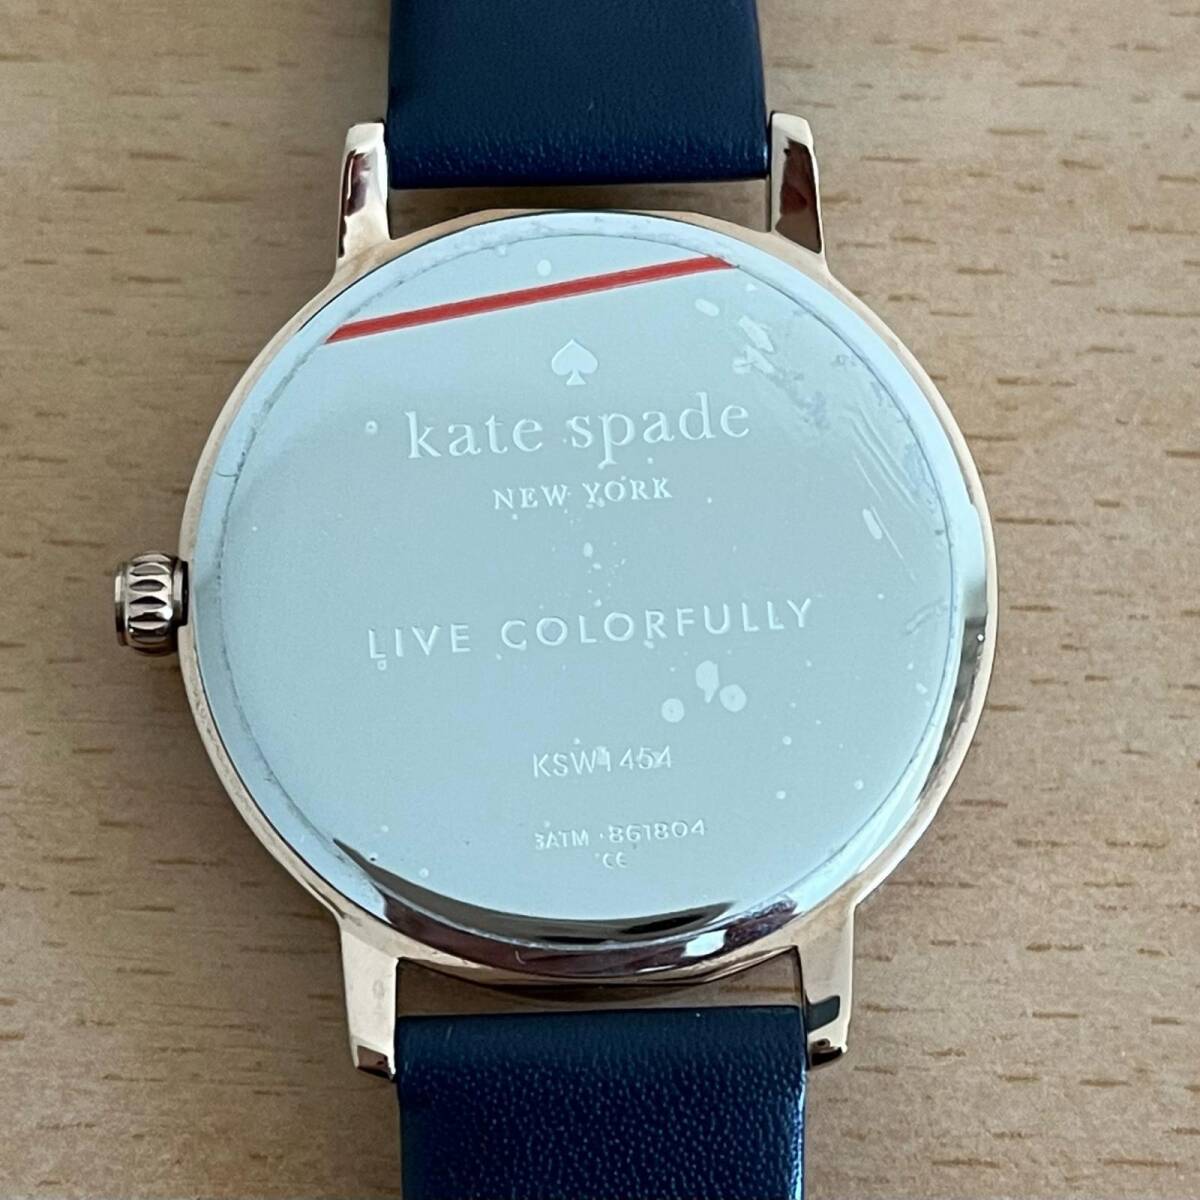 kate spade
NEW YORK
LIVE COLORFULLY
KSW1454
3ATM · 861804
CE